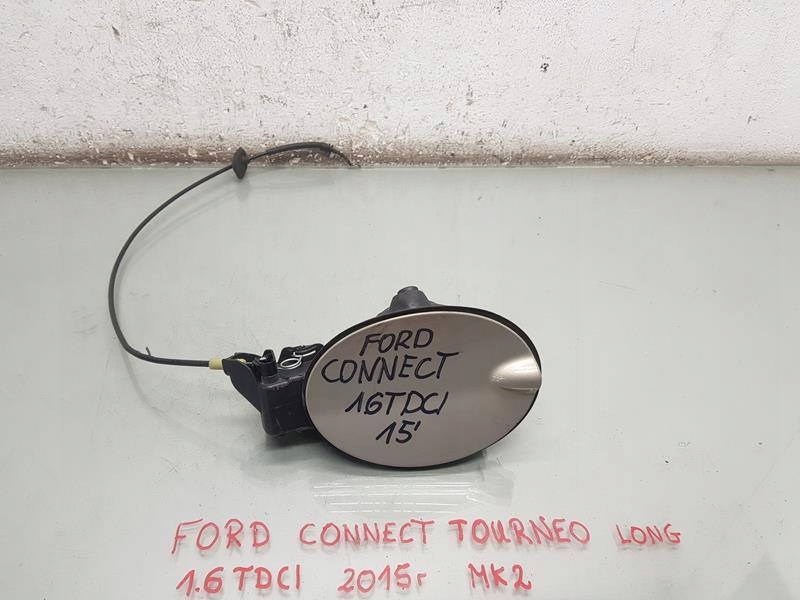 FORD
CONNECT
1.6TDCI
15'
FORD CONNECT TOURNEO LONG
1.6 TDCI 2015r MK2